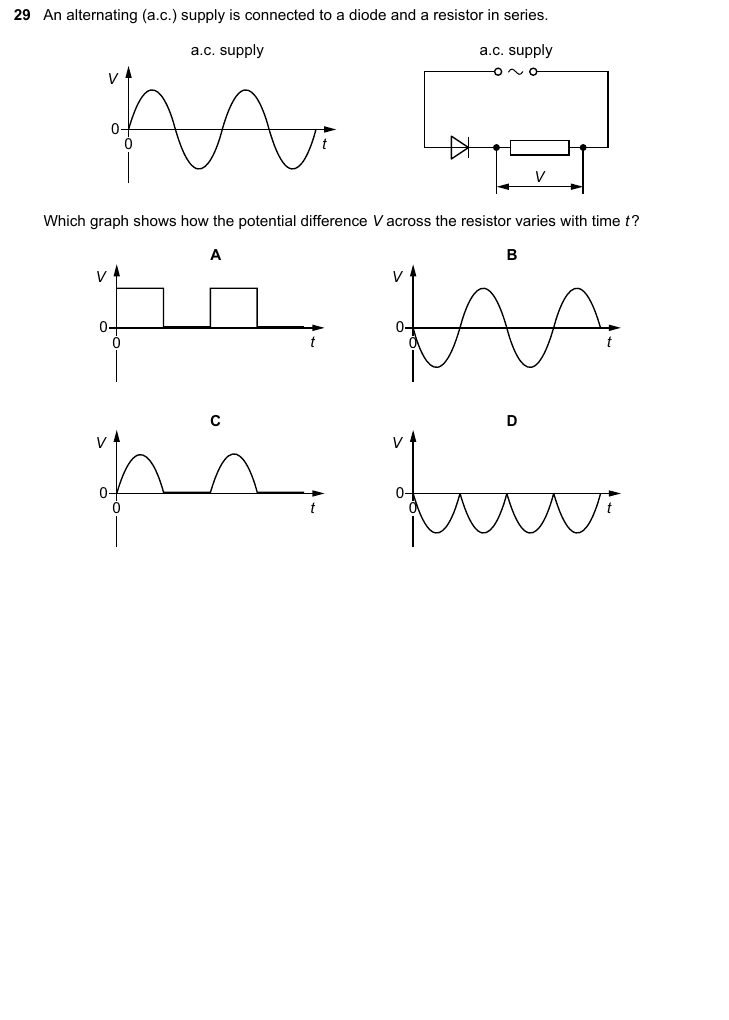 29 An alternating (a.c.) supply is connected to a diode and a resistor in series.
a.c. supply
a.c. supply
V
0
0
t
V
Which graph shows how the potential difference V across the resistor varies with time t?
A
B
V
0
0
t
V
0
0
t
C
D
V
0
0
t
V
0
0
t